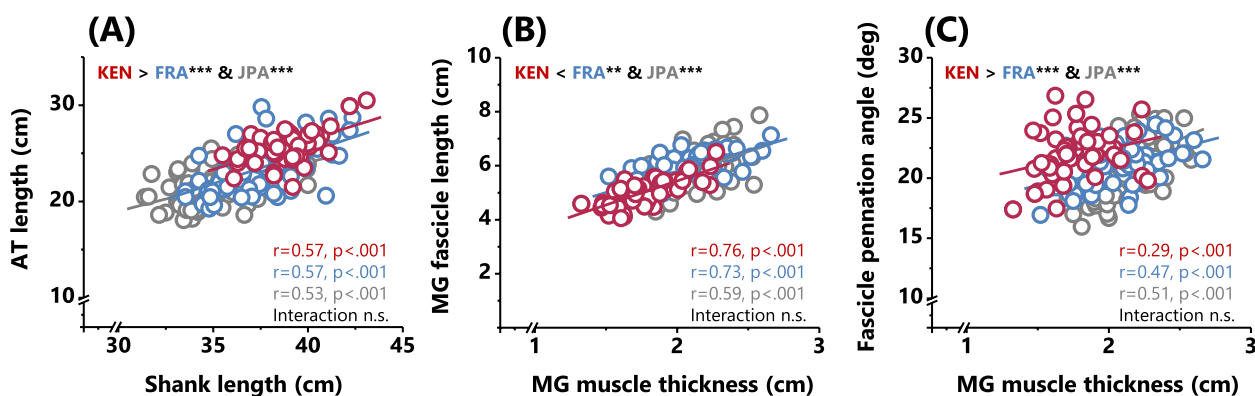 (A)
KEN > FRA*** & JPA***
AT length (cm)
30
20
10
r=0.57, p<.001
r=0.57, p<.001
r=0.53, p<.001
Interaction n.s.
30 35 40 45
Shank length (cm)
(B)
KEN < FRA** & JPA***
MG fascicle length (cm)
10
8
6
4
2
r=0.76, p<.001
r=0.73, p<.001
r=0.59, p<.001
Interaction n.s.
1 2 3
MG muscle thickness (cm)
(C)
KEN > FRA*** & JPA***
Fascicle pennation angle (deg)
30
25
20
15
10
r=0.29, p<.001
r=0.47, p<.001
r=0.51, p<.001
Interaction n.s.
1 2 3
MG muscle thickness (cm)